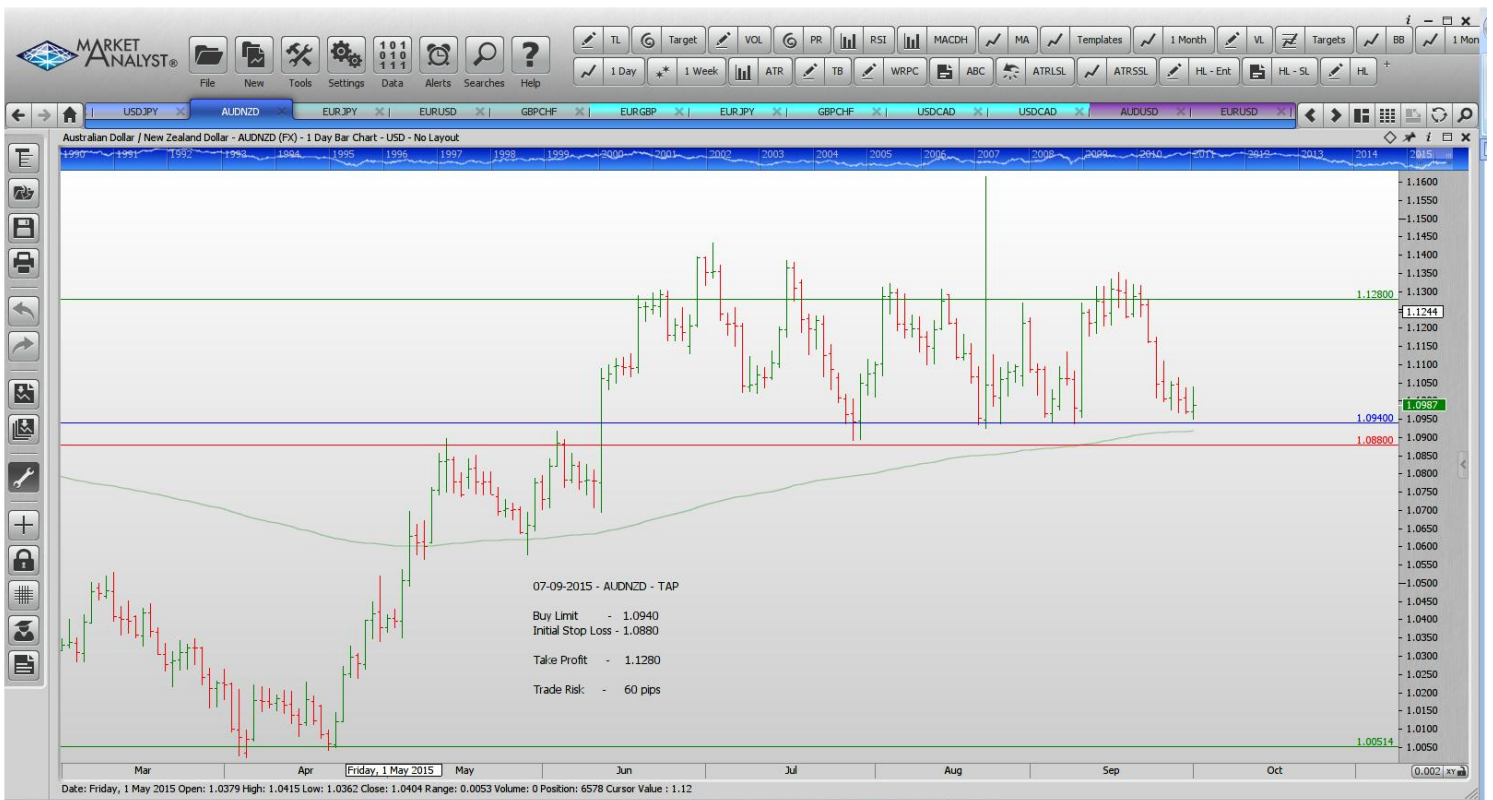 MARKET
ANALYST®
File New Tools Settings Data Alerts Searches Help
TL Target VOL PR RSI MACDH MA Templates 1 Month VL Targets BB 1 Mon
1 Day 1 Week ATR TB WRPC ABC ATRLSL ATRSSL HL - Ent HL - SL HL
USDJPY AUDNZD EURJPY EURUSD GBPCHF EURGBP EURJPY GBPCHF USDCAD USDCAD AUDUSD EURUSD
Australian Dollar / New Zealand Dollar - AUDNZD (FX) - 1 Day Bar Chart - USD - No Layout
1990 1991 1992 1993 1994 1995 1996 1997 1998 1999 2000 2001 2002 2003 2004 2005 2006 2007 2008 2009 2010 2011 2012 2013 2014 2015
1.1600
1.1550
1.1500
1.1450
1.1400
1.1350
1.1300
1.12800
1.1244
1.1200
1.1150
1.1100
1.1050
1.0987
1.0950
1.09400
1.0900
1.08800
1.0850
1.0800
1.0750
1.0700
1.0650
1.0600
1.0550
1.0500
1.0450
1.0400
1.0350
1.0300
1.0250
1.0200
1.0150
1.0100
1.00514
1.0050
07-09-2015 - AUDNZD - TAP
Buy Limit - 1.0940
Initial Stop Loss - 1.0880
Take Profit - 1.1280
Trade Risk - 60 pips
Mar Apr Friday, 1 May 2015 May Jun Jul Aug Sep Oct 0.002 XY
Date: Friday, 1 May 2015 Open: 1.0379 High: 1.0415 Low: 1.0362 Close: 1.0404 Range: 0.0053 Volume: 0 Position: 6578 Cursor Value : 1.12